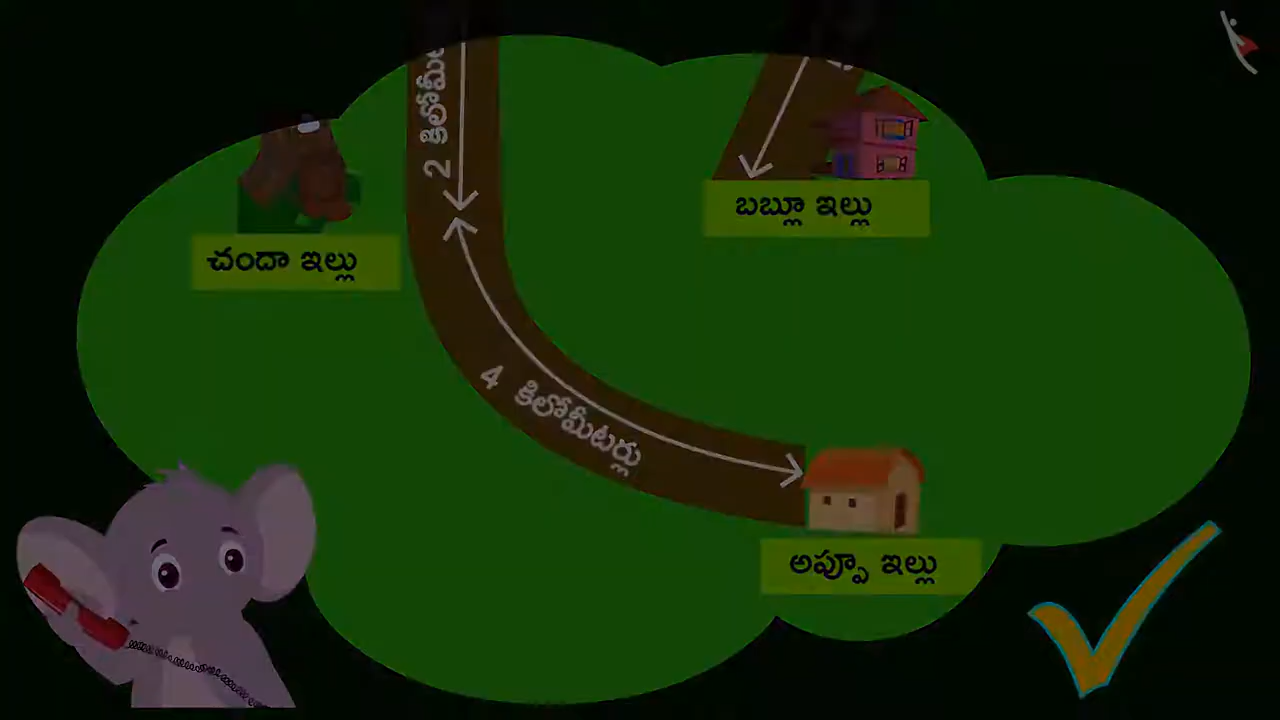 2
చందా ఇల్లు
బబ్లూ ఇల్లు
4 కిలోమీటర్లు
అప్పూ ఇల్లు